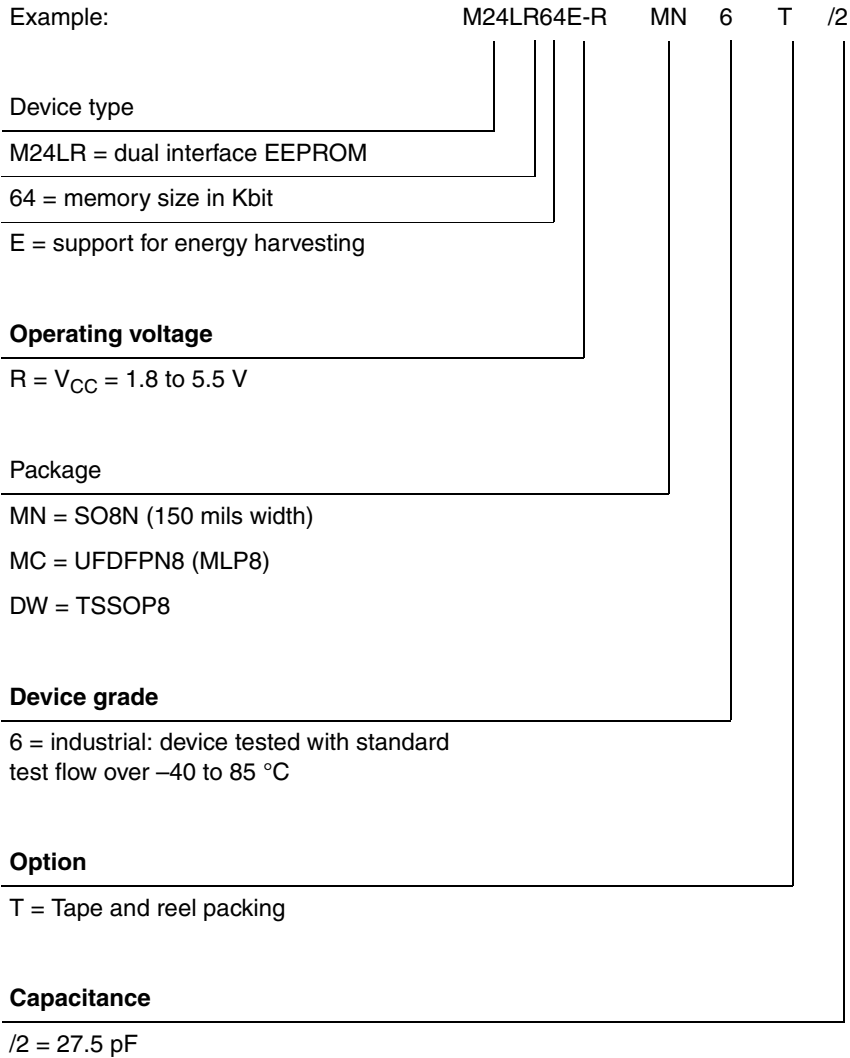 Example: M24LR64E-R MN 6 T /2
Device type
M24LR = dual interface EEPROM
64 = memory size in Kbit
E = support for energy harvesting
Operating voltage
R = VCC = 1.8 to 5.5 V
Package
MN = SO8N (150 mils width)
MC = UFDFPN8 (MLP8)
DW = TSSOP8
Device grade
6 = industrial: device tested with standard
test flow over –40 to 85 °C
Option
T = Tape and reel packing
Capacitance
/2 = 27.5 pF